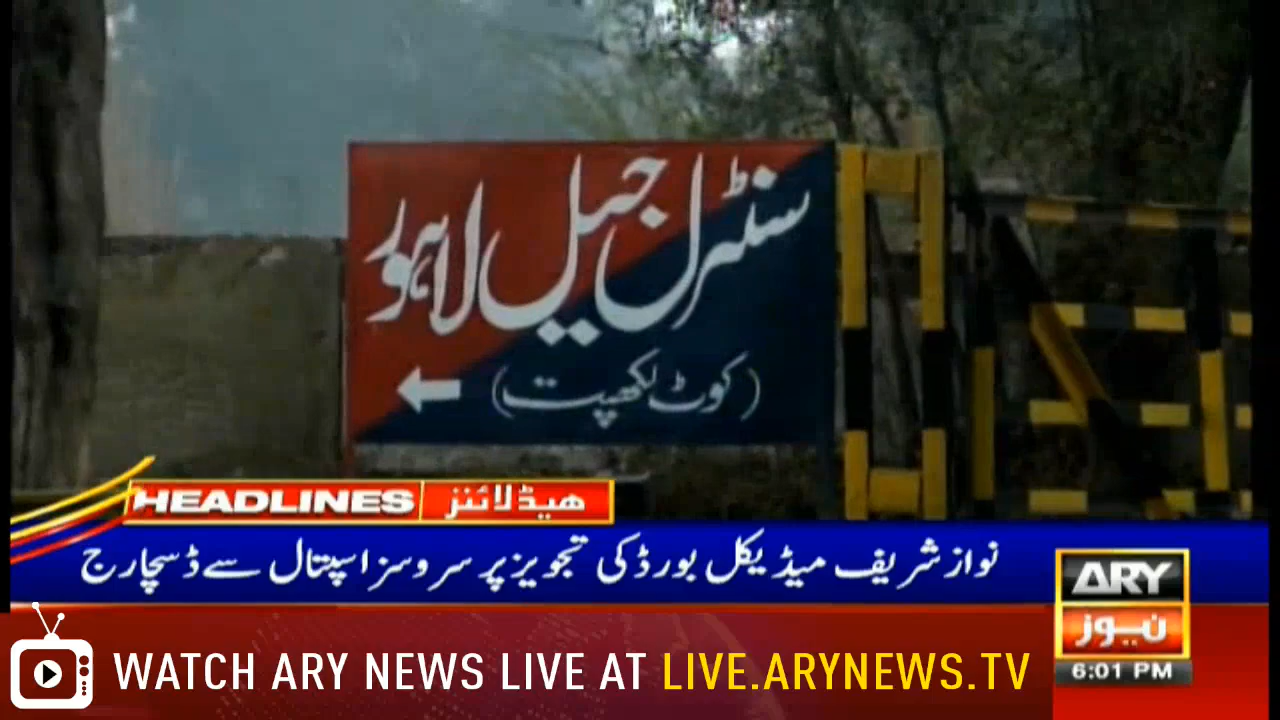 سنٹرل جیل لاہور
(کوٹ لکھپت)
HEADLINES ھیڈلائنز
نواز شریف میڈیکل بورڈ کی تجویز پر سروسز اسپتال سے ڈسچارج
ARY
نیوز
6:01 PM
WATCH ARY NEWS LIVE AT LIVE.ARYNEWS.TV